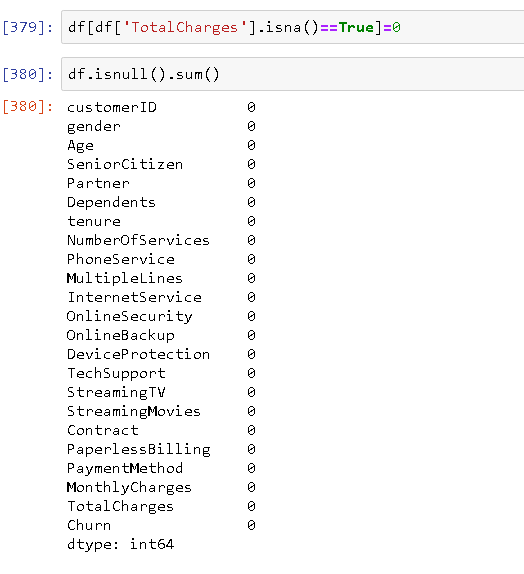 [379]: df[df['TotalCharges'].isna()==True]=0
[380]: df.isnull().sum()
[380]: customerID 0
gender 0
Age 0
SeniorCitizen 0
Partner 0
Dependents 0
tenure 0
NumberOfServices 0
PhoneService 0
MultipleLines 0
InternetService 0
OnlineSecurity 0
OnlineBackup 0
DeviceProtection 0
TechSupport 0
StreamingTV 0
StreamingMovies 0
Contract 0
PaperlessBilling 0
PaymentMethod 0
MonthlyCharges 0
TotalCharges 0
Churn 0
dtype: int64